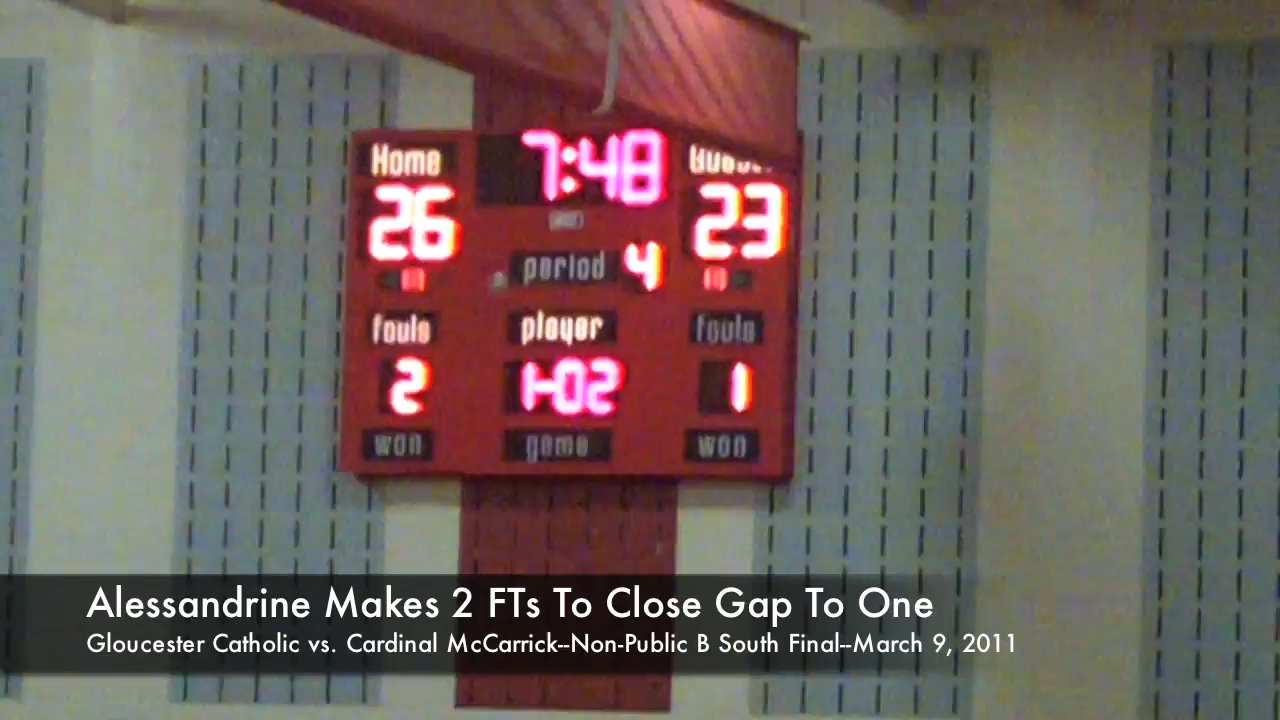 Home 7:48
26 23
period 4
fouls player fouls
2 1-02 1
won game won
Alessandrine Makes 2 FTs To Close Gap To One
Gloucester Catholic vs. Cardinal McCarrick--Non-Public B South Final--March 9, 2011